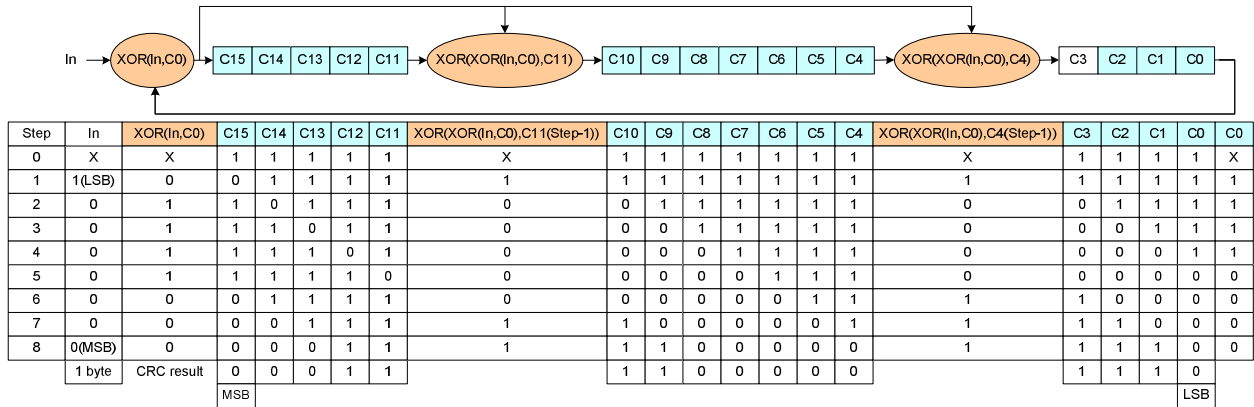 In XOR(In,C0) C15 C14 C13 C12 C11 XOR(XOR(In,C0),C11) C10 C9 C8 C7 C6 C5 C4 XOR(XOR(In,C0),C4) C3 C2 C1 C0
Step In XOR(In,C0) C15 C14 C13 C12 C11 XOR(XOR(In,C0),C11(Step-1)) C10 C9 C8 C7 C6 C5 C4 XOR(XOR(In,C0),C4(Step-1)) C3 C2 C1 C0 C0
0 X X 1 1 1 1 1 X 1 1 1 1 1 1 1 X 1 1 1 1 X
1 1(LSB) 0 0 1 1 1 1 1 1 1 1 1 1 1 1 1 1 1 1 1 1
2 0 1 1 0 1 1 1 0 0 1 1 1 1 1 1 0 0 1 1 1 1
3 0 1 1 1 0 1 1 0 0 0 1 1 1 1 1 0 0 0 1 1 1
4 0 1 1 1 1 0 1 0 0 0 0 1 1 1 1 0 0 0 0 1 1
5 0 1 1 1 1 1 0 0 0 0 0 0 1 1 1 0 0 0 0 0 0
6 0 0 0 1 1 1 1 0 0 0 0 0 0 1 1 1 1 0 0 0 0
7 0 0 0 0 1 1 1 1 1 0 0 0 0 0 1 1 1 1 0 0 0
8 0(MSB) 0 0 0 0 1 1 1 1 1 0 0 0 0 0 1 1 1 1 0 0
1 byte CRC result 0 0 0 1 1 1 1 0 0 0 0 0 1 1 1 0
MSB LSB